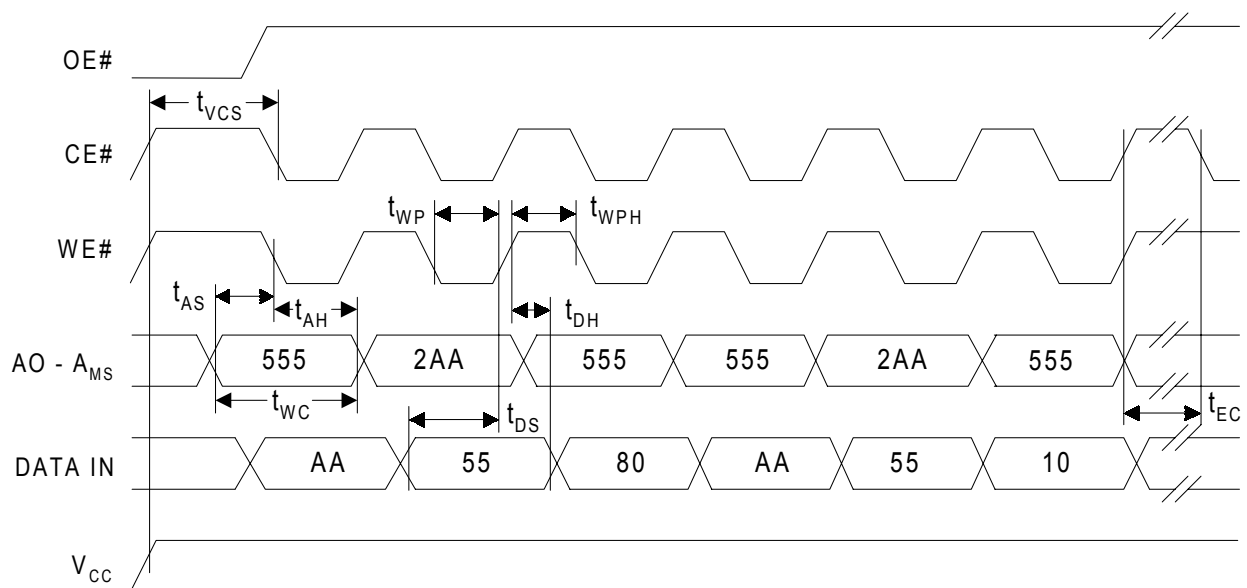 OE#
tVCS
CE#
tWP
tWPH
WE#
tAS
tAH
tDH
AO - AMS
555 2AA 555 555 2AA 555
tWC
tDS
tEC
DATA IN
AA 55 80 AA 55 10
VCC